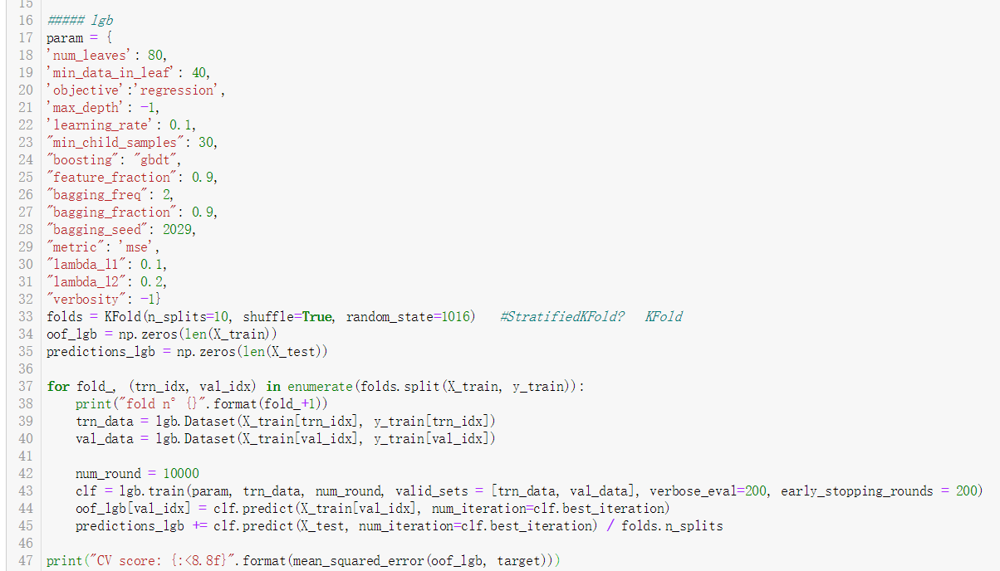 15
16 ##### lgb
17 param = {
18 'num_leaves': 80,
19 'min_data_in_leaf': 40,
20 'objective':'regression',
21 'max_depth': -1,
22 'learning_rate': 0.1,
23 "min_child_samples": 30,
24 "boosting": "gbdt",
25 "feature_fraction": 0.9,
26 "bagging_freq": 2,
27 "bagging_fraction": 0.9,
28 "bagging_seed": 2029,
29 "metric": 'mse',
30 "lambda_l1": 0.1,
31 "lambda_l2": 0.2,
32 "verbosity": -1}
33 folds = KFold(n_splits=10, shuffle=True, random_state=1016)   #StratifiedKFold?   KFold
34 oof_lgb = np.zeros(len(X_train))
35 predictions_lgb = np.zeros(len(X_test))
36
37 for fold_, (trn_idx, val_idx) in enumerate(folds.split(X_train, y_train)):
38     print("fold n° {}".format(fold_+1))
39     trn_data = lgb.Dataset(X_train[trn_idx], y_train[trn_idx])
40     val_data = lgb.Dataset(X_train[val_idx], y_train[val_idx])
41
42     num_round = 10000
43     clf = lgb.train(param, trn_data, num_round, valid_sets = [trn_data, val_data], verbose_eval=200, early_stopping_rounds = 200)
44     oof_lgb[val_idx] = clf.predict(X_train[val_idx], num_iteration=clf.best_iteration)
45     predictions_lgb += clf.predict(X_test, num_iteration=clf.best_iteration) / folds.n_splits
46
47 print("CV score: {:<8.8f}".format(mean_squared_error(oof_lgb, target)))